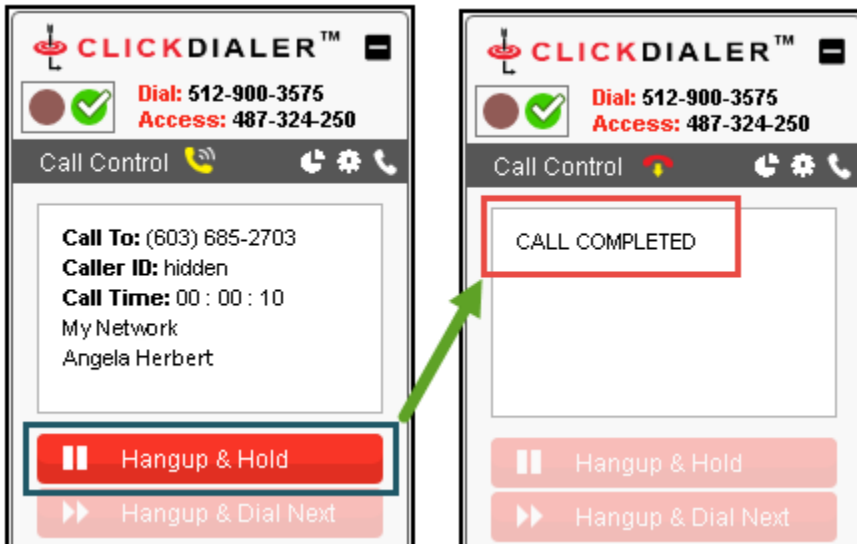 CLICKDIALER™
Dial: 512-900-3575
Access: 487-324-250
Call Control
Call To: (603) 685-2703
Caller ID: hidden
Call Time: 00 : 00 : 10
My Network
Angela Herbert
Hangup & Hold
Hangup & Dial Next
CLICKDIALER™
Dial: 512-900-3575
Access: 487-324-250
Call Control
CALL COMPLETED
Hangup & Hold
Hangup & Dial Next